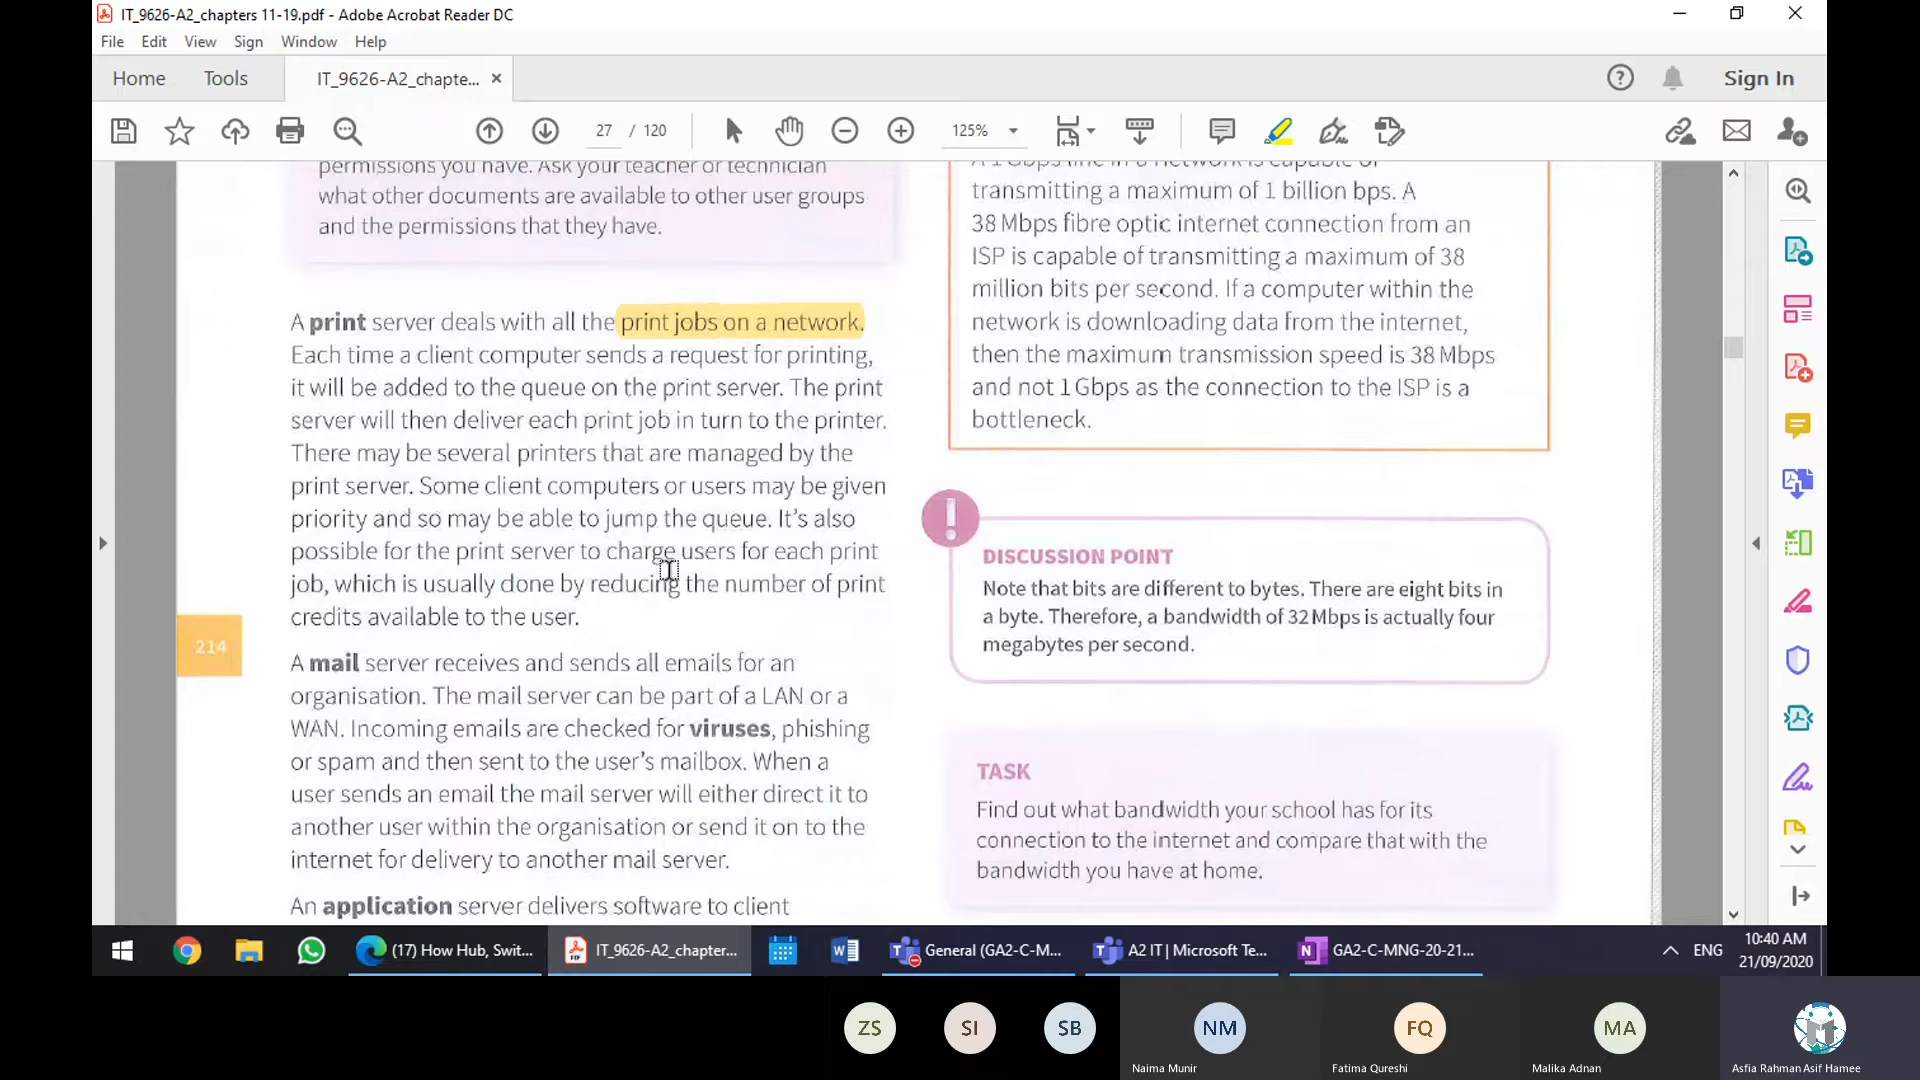 IT_9626-A2_chapters 11-19.pdf - Adobe Acrobat Reader DC
File Edit View Sign Window Help
Home Tools IT_9626-A2_chapte... × Sign In
27 / 120 125%
permissions you have. Ask your teacher or technician
what other documents are available to other user groups
and the permissions that they have.
A print server deals with all the print jobs on a network.
Each time a client computer sends a request for printing,
it will be added to the queue on the print server. The print
server will then deliver each print job in turn to the printer.
There may be several printers that are managed by the
print server. Some client computers or users may be given
priority and so may be able to jump the queue. It's also
possible for the print server to charge users for each print
job, which is usually done by reducing the number of print
credits available to the user.
214
A mail server receives and sends all emails for an
organisation. The mail server can be part of a LAN or a
WAN. Incoming emails are checked for viruses, phishing
or spam and then sent to the user's mailbox. When a
user sends an email the mail server will either direct it to
another user within the organisation or send it on to the
internet for delivery to another mail server.
An application server delivers software to client
A 1 Gbps line in a network is capable of
transmitting a maximum of 1 billion bps. A
38 Mbps fibre optic internet connection from an
ISP is capable of transmitting a maximum of 38
million bits per second. If a computer within the
network is downloading data from the internet,
then the maximum transmission speed is 38 Mbps
and not 1 Gbps as the connection to the ISP is a
bottleneck.
DISCUSSION POINT
Note that bits are different to bytes. There are eight bits in
a byte. Therefore, a bandwidth of 32 Mbps is actually four
megabytes per second.
TASK
Find out what bandwidth your school has for its
connection to the internet and compare that with the
bandwidth you have at home.
(17) How Hub, Swit... IT_9626-A2_chapter... General (GA2-C-M... A2 IT | Microsoft Te... GA2-C-MNG-20-21... ENG
10:40 AM
21/09/2020
ZS SI SB NM FQ MA
Naima Munir Fatima Qureshi Malika Adnan Asfia Rahman Asif Hamee